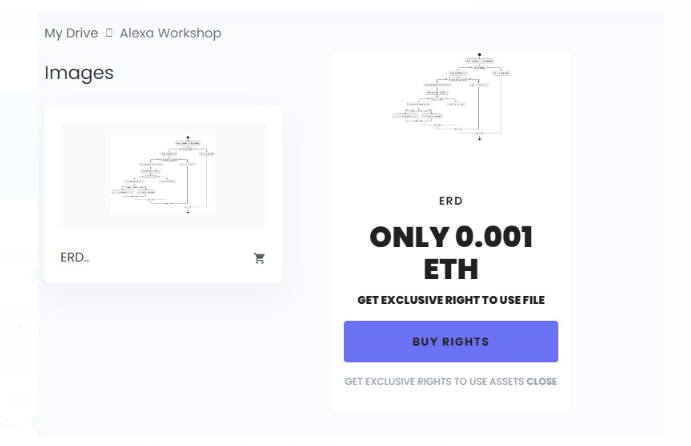 My Drive Alexa Workshop
Images
ERD..
ERD
ONLY 0.001
ETH
GET EXCLUSIVE RIGHT TO USE FILE
BUY RIGHTS
GET EXCLUSIVE RIGHTS TO USE ASSETS CLOSE